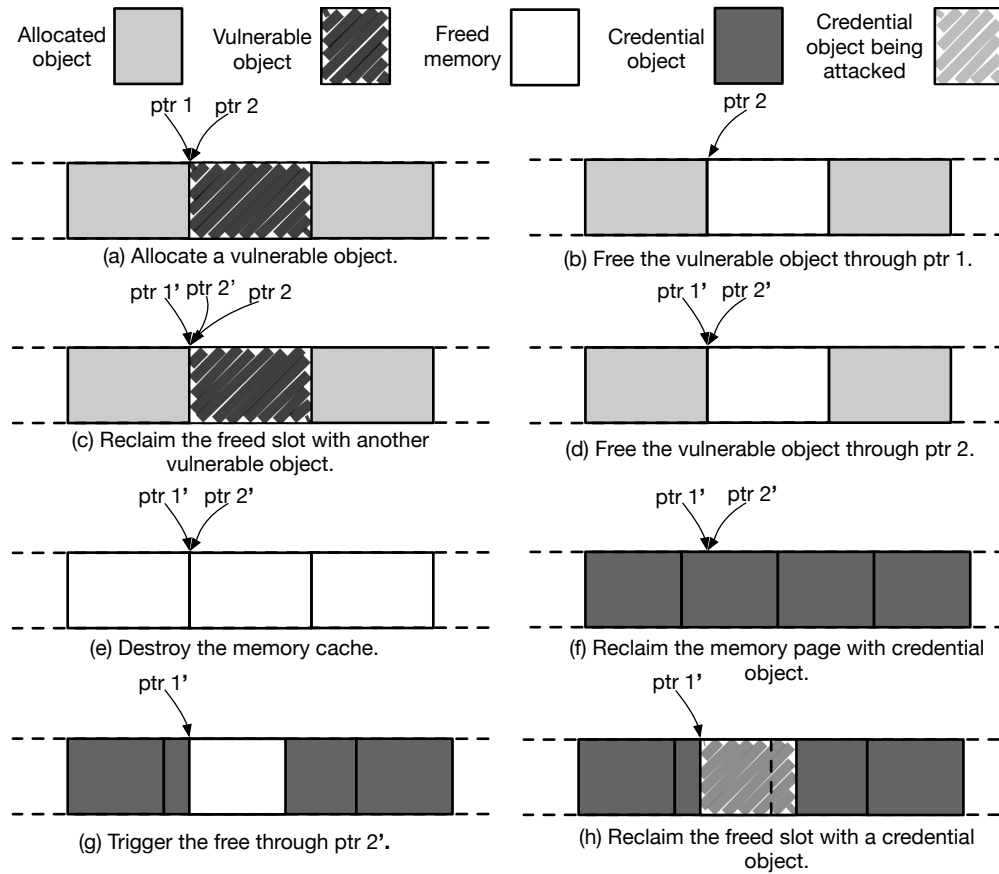 Allocated
object
Vulnerable
object
Freed
memory
Credential
object
Credential
object being
attacked
ptr 1
ptr 2
(a) Allocate a vulnerable object.
ptr 2
(b) Free the vulnerable object through ptr 1.
ptr 1'
ptr 2'
ptr 2
(c) Reclaim the freed slot with another
vulnerable object.
ptr 1'
ptr 2'
(d) Free the vulnerable object through ptr 2.
ptr 1'
ptr 2'
(e) Destroy the memory cache.
ptr 1'
ptr 2'
(f) Reclaim the memory page with credential
object.
ptr 1'
(g) Trigger the free through ptr 2'.
ptr 1'
(h) Reclaim the freed slot with a credential
object.